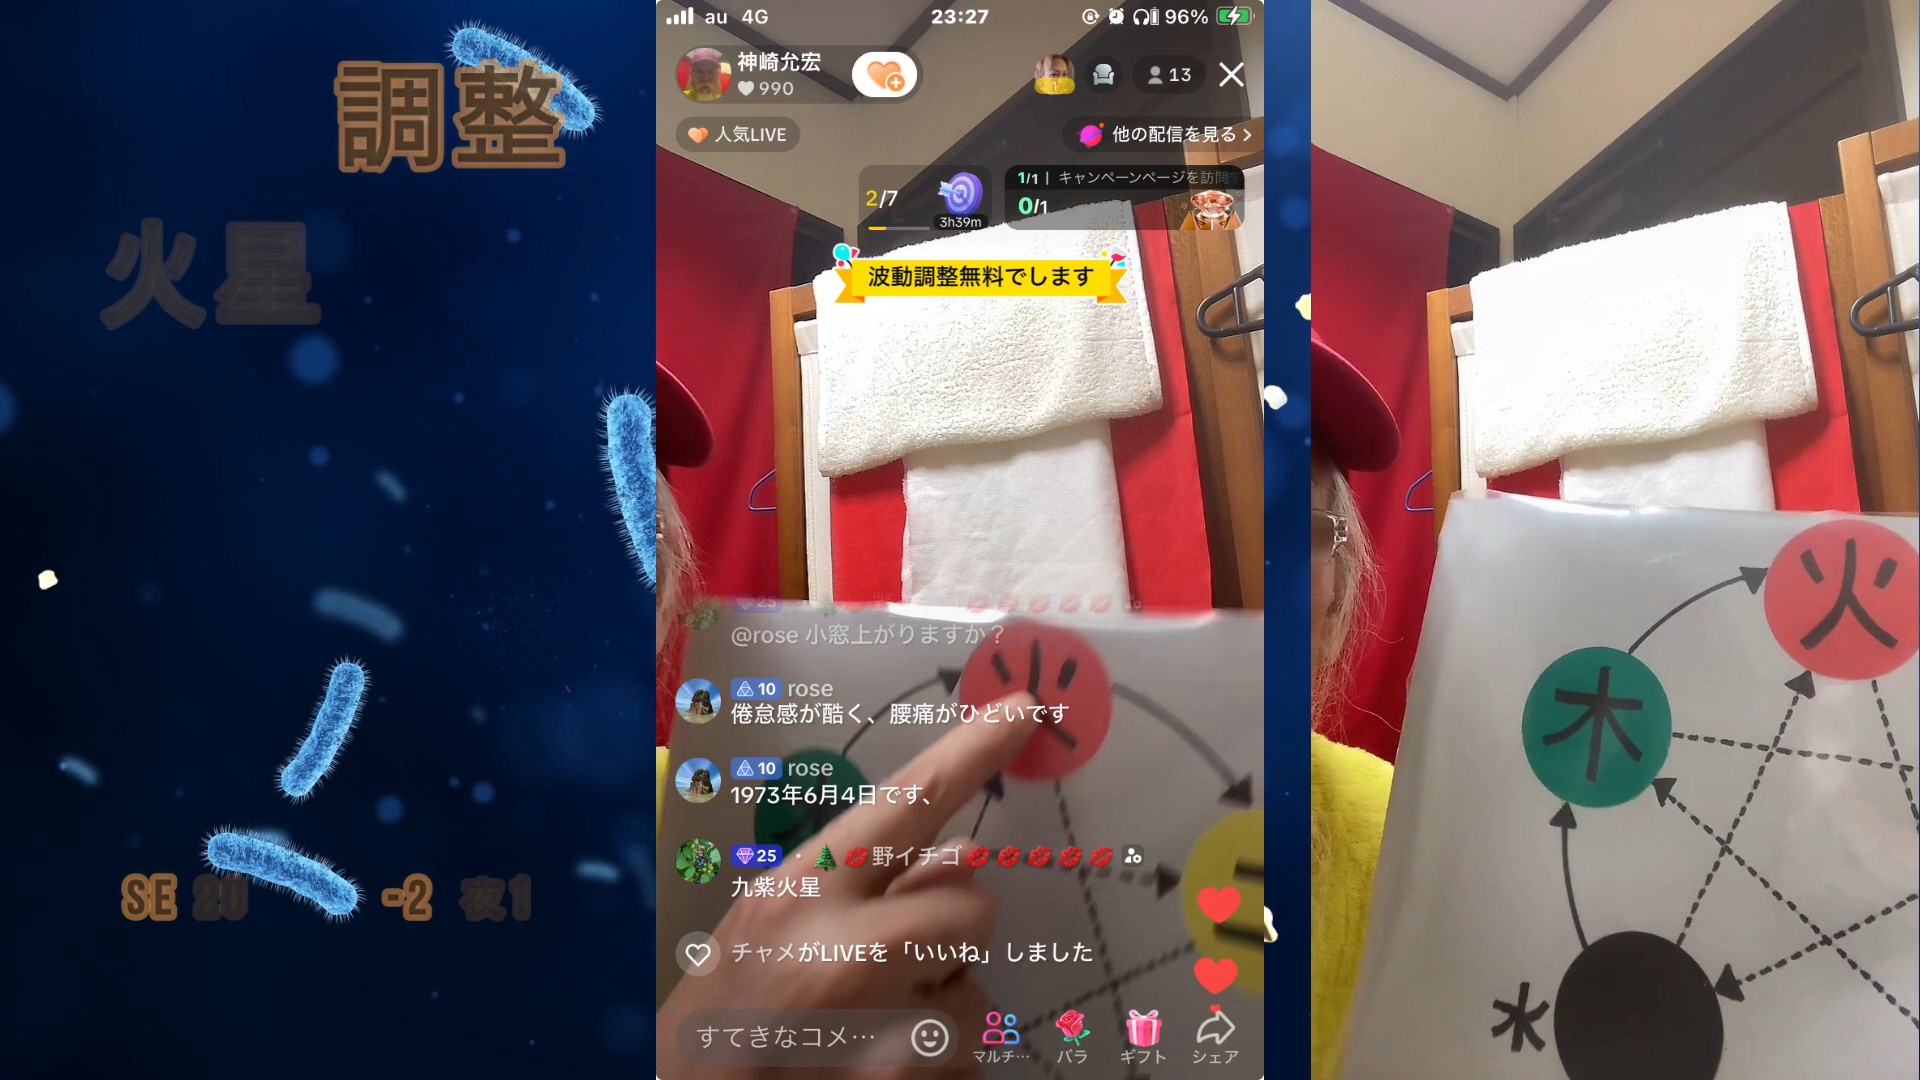 調整
火星
SE 20 -2 夜1
au 4G 23:27 96%
神崎允宏
990
1
13
人気LIVE
他の配信を見る
2/7
3h39m
1/1 | キャンペーンページを訪問
0/1
波動調整無料でします
25
@rose 小窓上がりますか？
10 rose
倦怠感が酷く、腰痛がひどいです
10 rose
1973年6月4日です、
25 ・🎄💋野イチゴ💋💋💋💋💋
九紫火星
チャメがLIVEを「いいね」しました
すてきなコメ…
マルチ…
バラ
ギフト
シェア
火
火
木
水